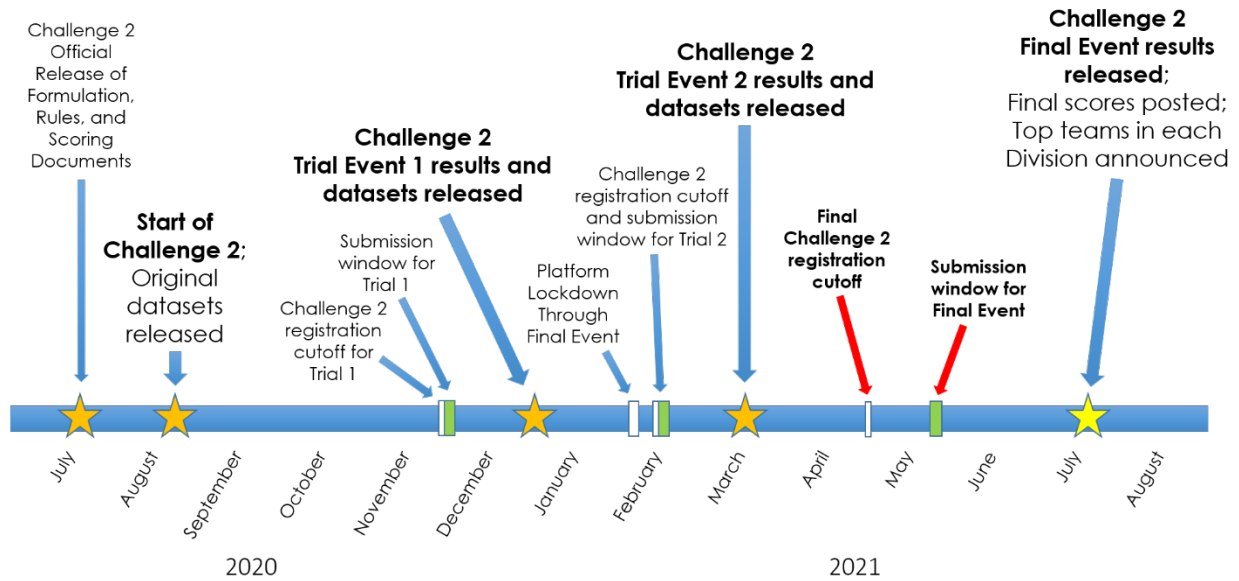 Challenge 2
Official
Release of
Formulation,
Rules, and
Scoring
Documents
Start of
Challenge 2;
Original
datasets
released
Challenge 2
registration
cutoff for
Trial 1
Submission
window for
Trial 1
Challenge 2
Trial Event 1 results and
datasets released
Platform
Lockdown
Through
Final Event
Challenge 2
registration cutoff
and submission
window for Trial 2
Challenge 2
Trial Event 2 results and
datasets released
Final
Challenge 2
registration
cutoff
Submission
window for
Final Event
Challenge 2
Final Event results
released;
Final scores posted;
Top teams in each
Division announced
July
August
September
October
November
December
January
February
March
April
May
June
July
August
2020
2021